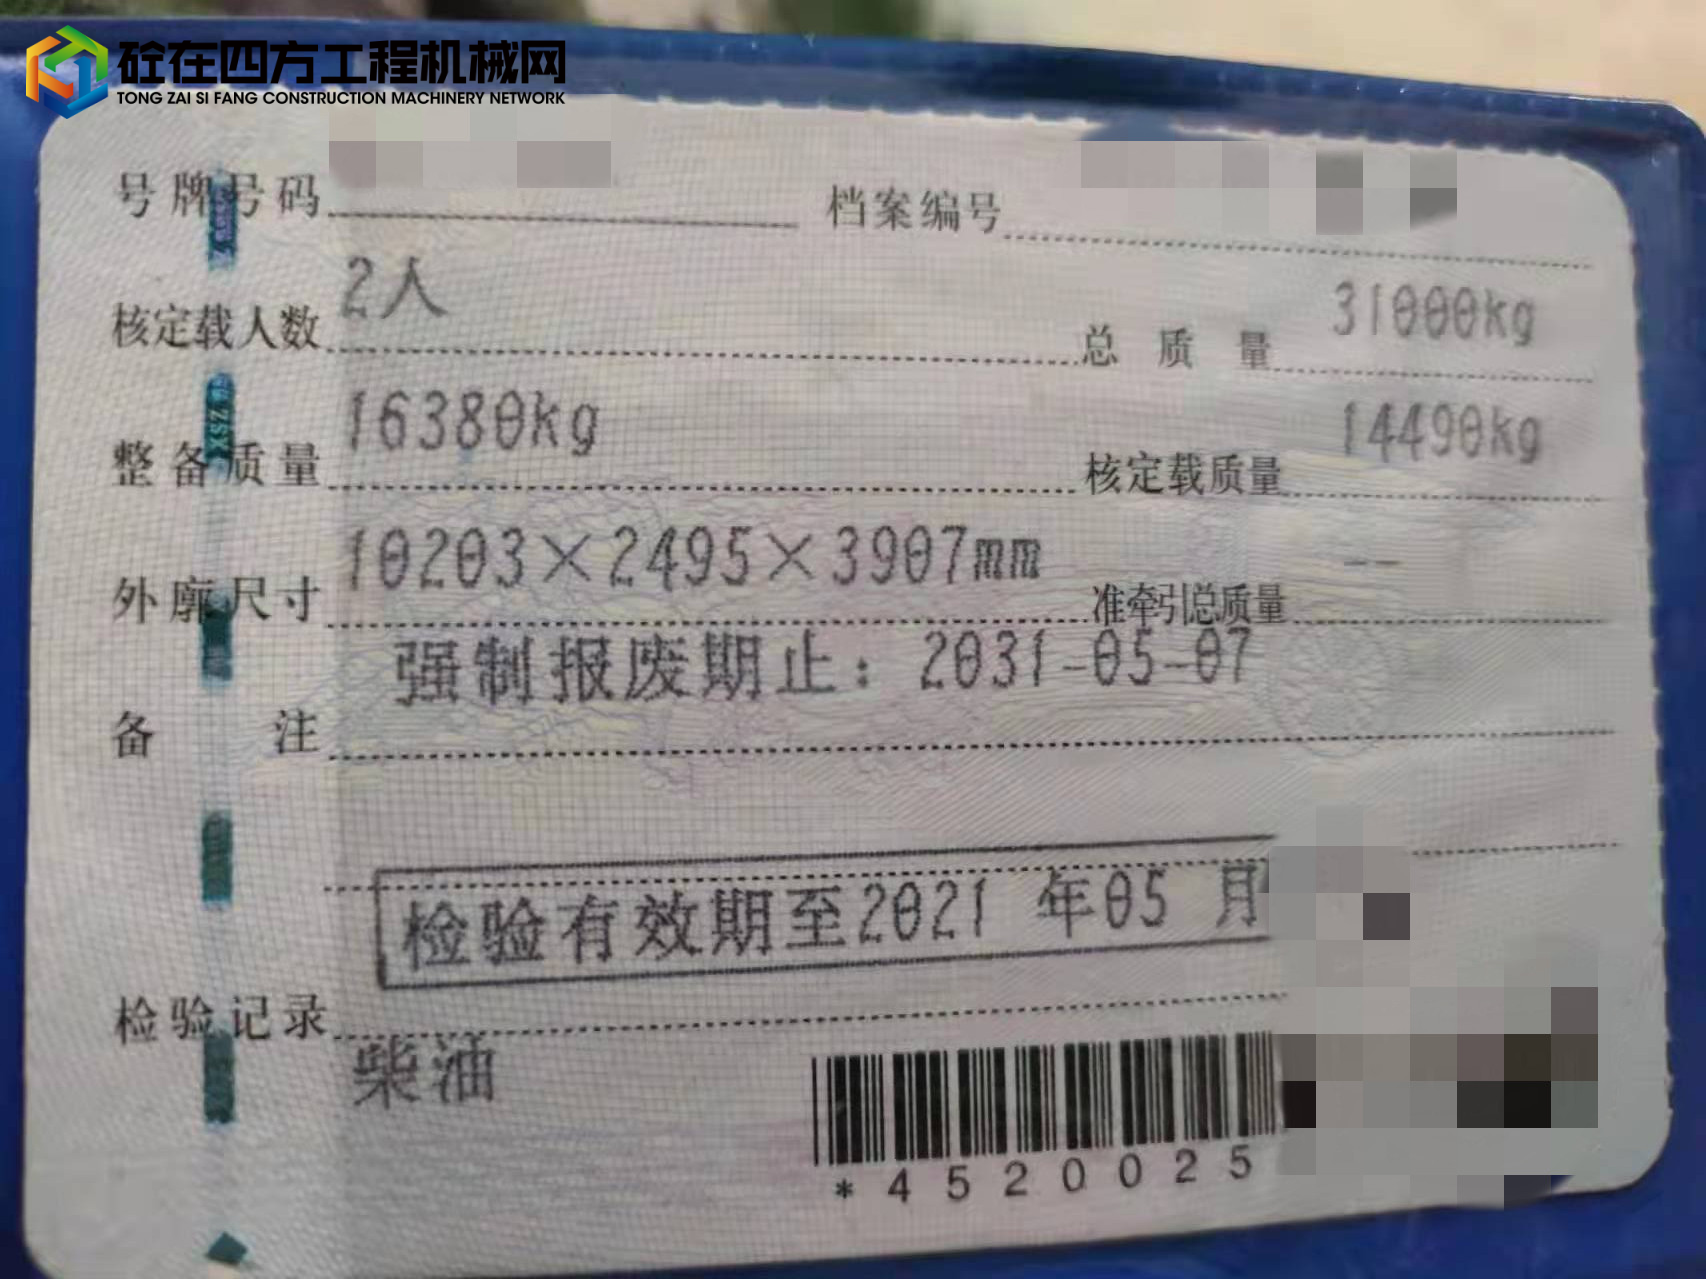 砼在四方工程机械网
TONG ZAI SI FANG CONSTRUCTION MACHINERY NETWORK
号牌号码 档案编号
核定载人数 2人 总质量 31000kg
整备质量 16380kg 核定载质量 14490kg
外廓尺寸 10203×2495×3907mm 准牵引总质量 --
备注 强制报废期止：2031-05-07
检验有效期至2021 年05 月
检验记录
柴油
*4520025